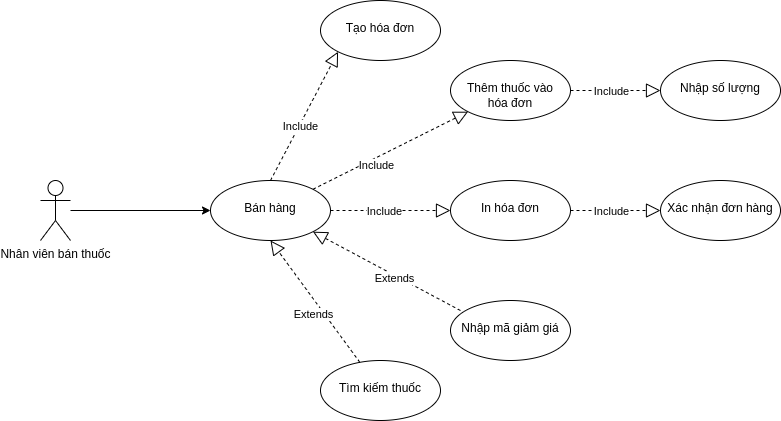 Tạo hóa đơn
Thêm thuốc vào
hóa đơn
Include
Nhập số lượng
Include
Include
Nhân viên bán thuốc
Bán hàng
Include
In hóa đơn
Include
Xác nhận đơn hàng
Extends
Nhập mã giảm giá
Extends
Tìm kiếm thuốc